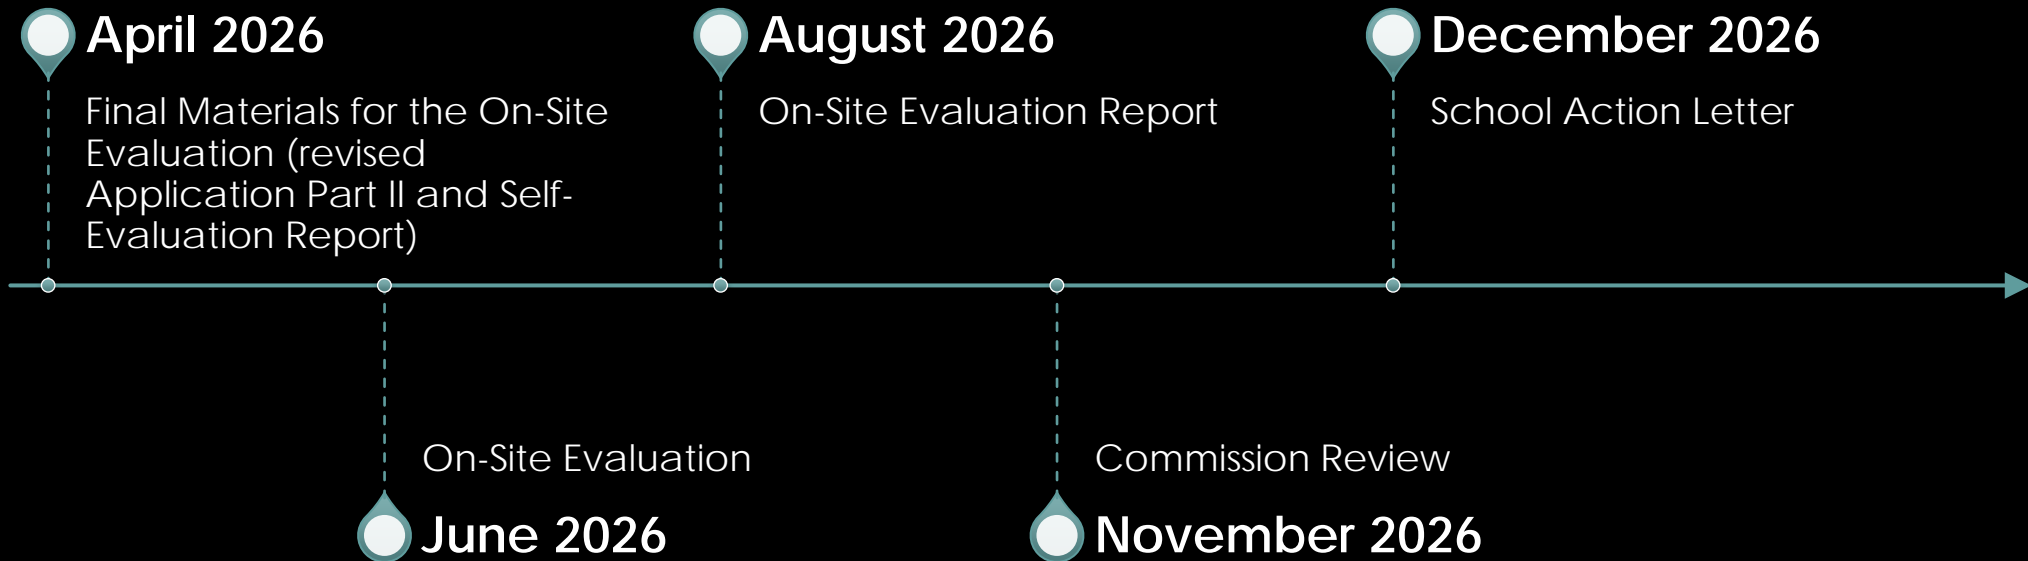 April 2026
Final Materials for the On-Site
Evaluation (revised
Application Part II and Self-
Evaluation Report)
On-Site Evaluation
June 2026
August 2026
On-Site Evaluation Report
Commission Review
November 2026
December 2026
School Action Letter